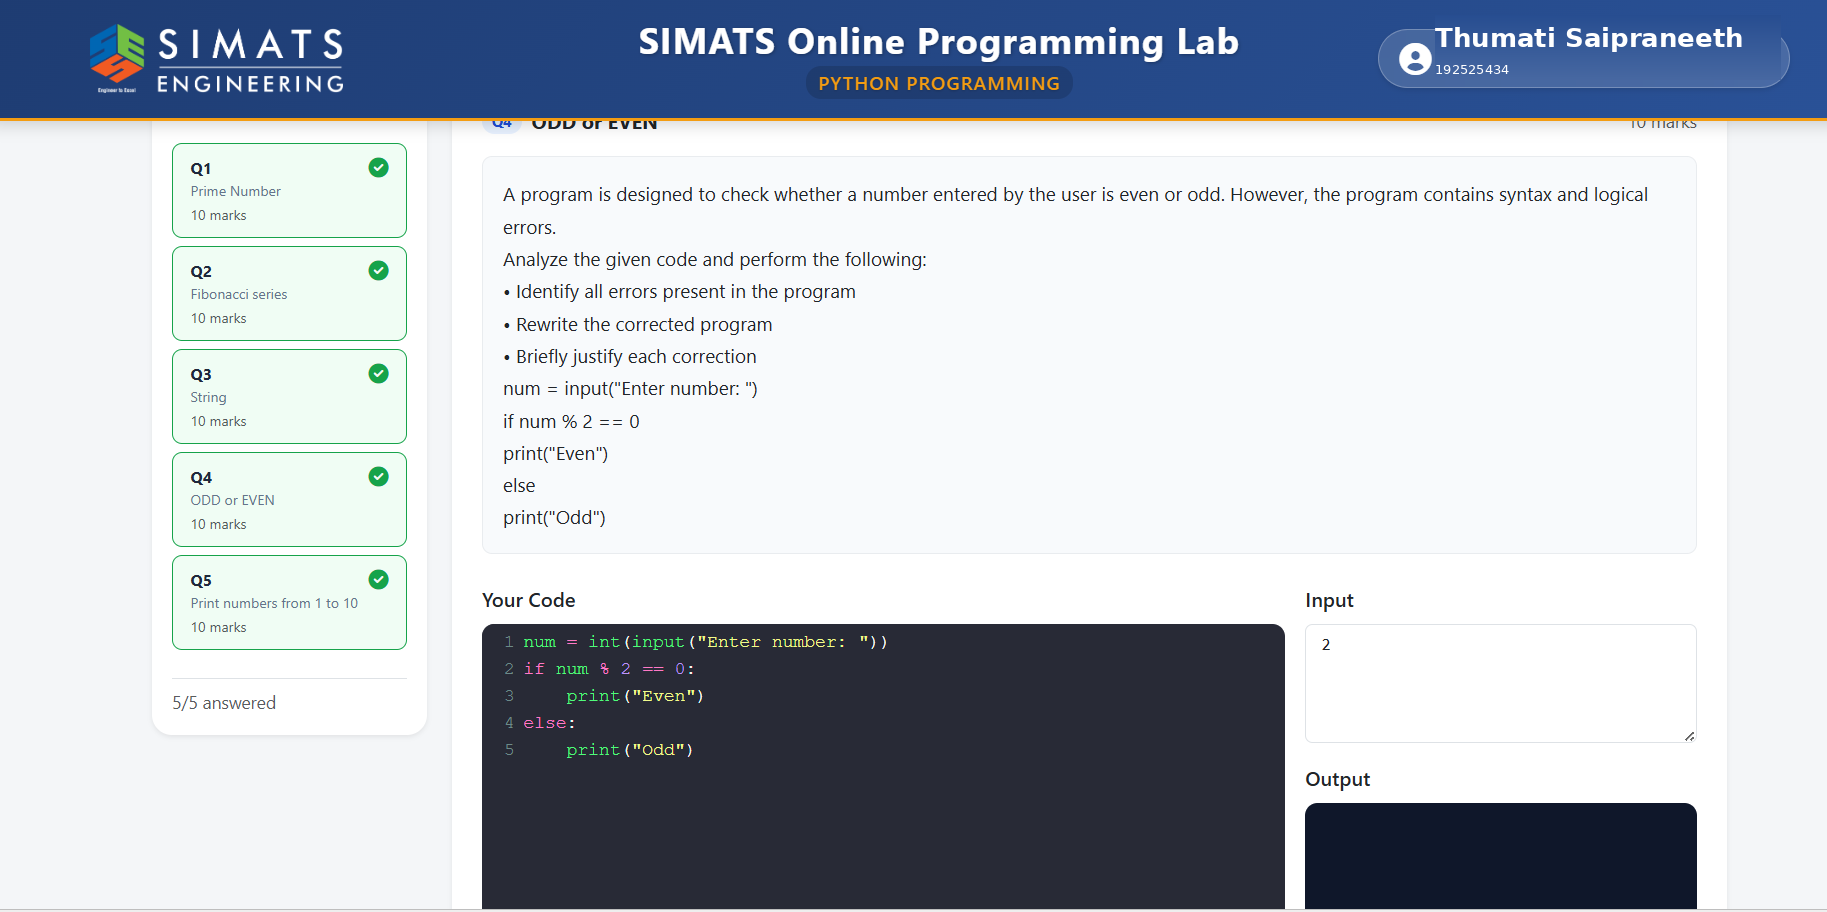 SIMATS
ENGINEERING
Engineer to Excel
SIMATS Online Programming Lab
PYTHON PROGRAMMING
Thumati Saipraneeth
192525434
Q1
Prime Number
10 marks
Q2
Fibonacci series
10 marks
Q3
String
10 marks
Q4
ODD or EVEN
10 marks
Q5
Print numbers from 1 to 10
10 marks
5/5 answered
Q4 ODD or EVEN
10 marks
A program is designed to check whether a number entered by the user is even or odd. However, the program contains syntax and logical
errors.
Analyze the given code and perform the following:
• Identify all errors present in the program
• Rewrite the corrected program
• Briefly justify each correction
num = input("Enter number: ")
if num % 2 == 0
print("Even")
else
print("Odd")
Your Code
1 num = int(input("Enter number: "))
2 if num % 2 == 0:
3     print("Even")
4 else:
5     print("Odd")
Input
2
Output